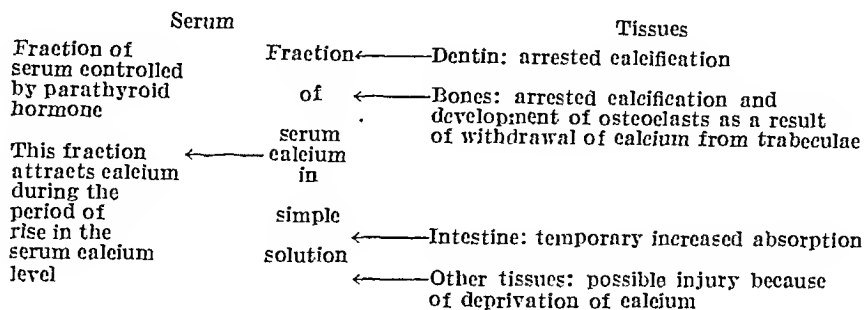 Serum
Fraction of
serum controlled
by parathyroid
hormone
This fraction
attracts calcium
during the
period of
rise in the
serum calcium
level
Fraction
of
serum
calcium
in
simple
solution
Tissues
Dentin: arrested calcification
Bones: arrested calcification and
development of osteoclasts as a result
of withdrawal of calcium from trabeculae
Intestine: temporary increased absorption
Other tissues: possible injury because
of deprivation of calcium